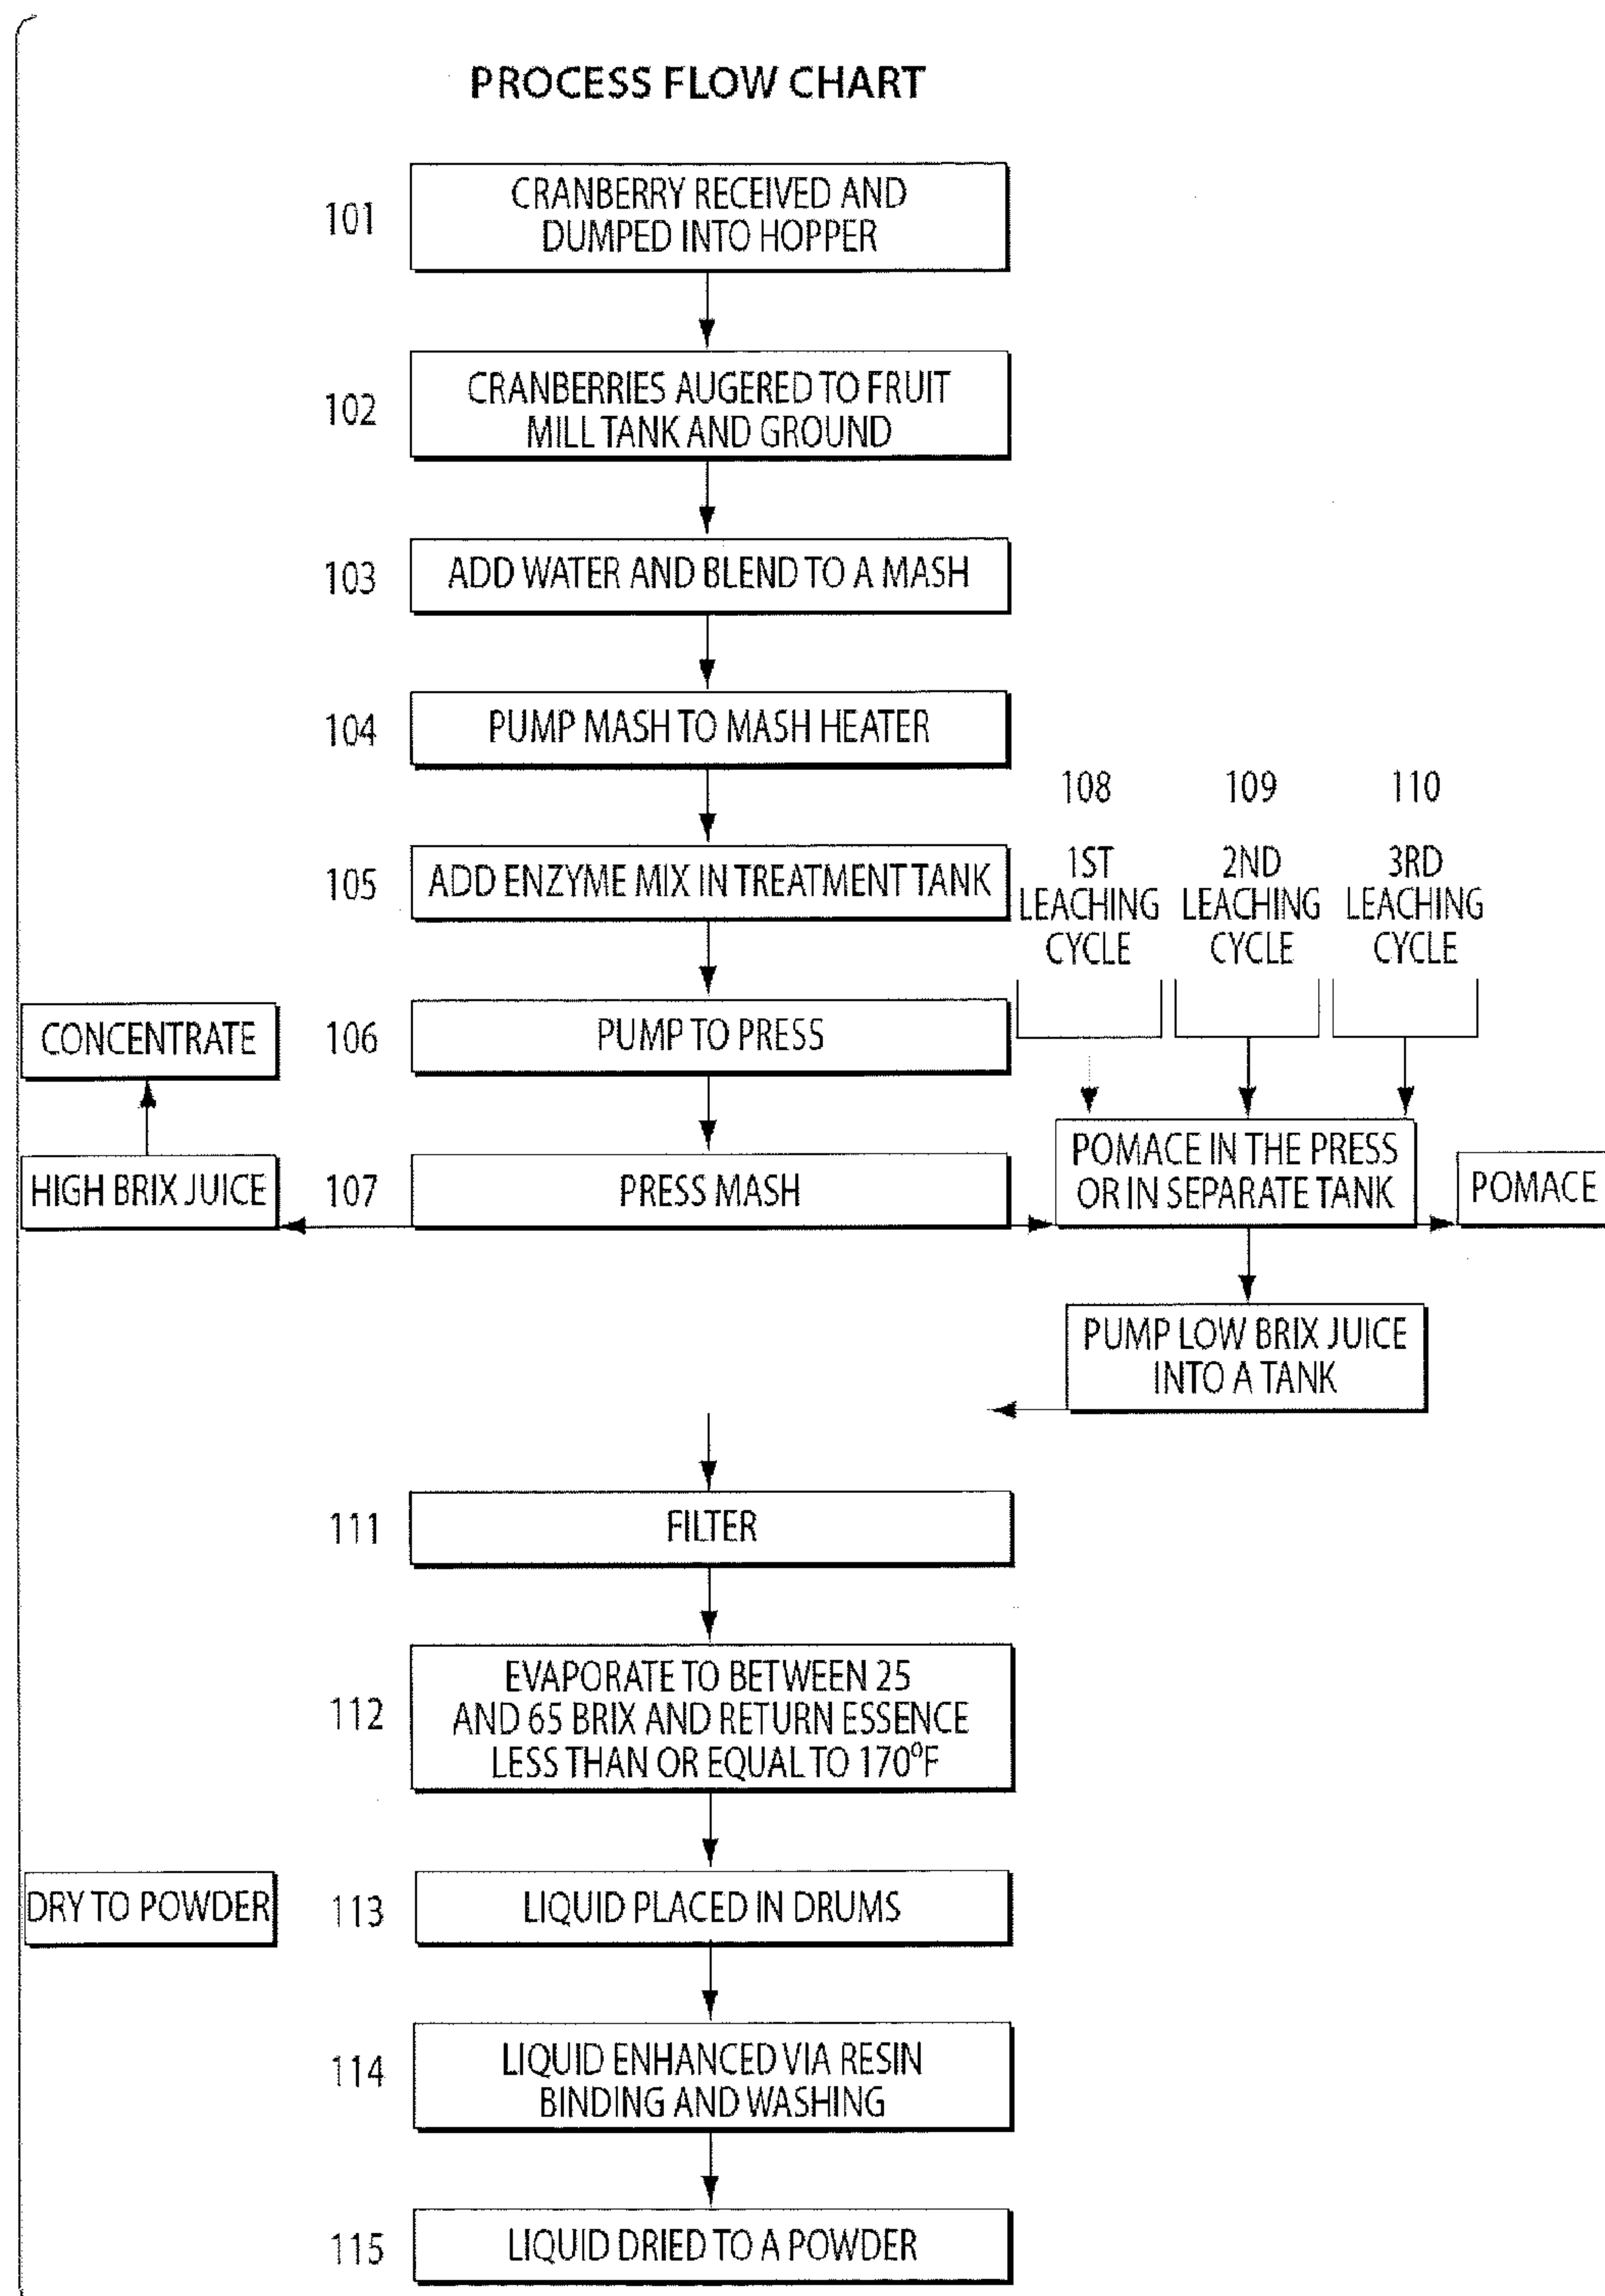 PROCESS FLOW CHART
101
CRANBERRY RECEIVED AND
DUMPED INTO HOPPER
102
CRANBERRIES AUGERED TO FRUIT
MILL TANK AND GROUND
103
ADD WATER AND BLEND TO A MASH
104
PUMP MASH TO MASH HEATER
105
ADD ENZYME MIX IN TREATMENT TANK
108
1ST
LEACHING
CYCLE
109
2ND
LEACHING
CYCLE
110
3RD
LEACHING
CYCLE
CONCENTRATE
106
PUMP TO PRESS
HIGH BRIX JUICE
107
PRESS MASH
POMACE IN THE PRESS
OR IN SEPARATE TANK
POMACE
PUMP LOW BRIX JUICE
INTO A TANK
111
FILTER
112
EVAPORATE TO BETWEEN 25
AND 65 BRIX AND RETURN ESSENCE
LESS THAN OR EQUAL TO 170°F
DRY TO POWDER
113
LIQUID PLACED IN DRUMS
114
LIQUID ENHANCED VIA RESIN
BINDING AND WASHING
115
LIQUID DRIED TO A POWDER